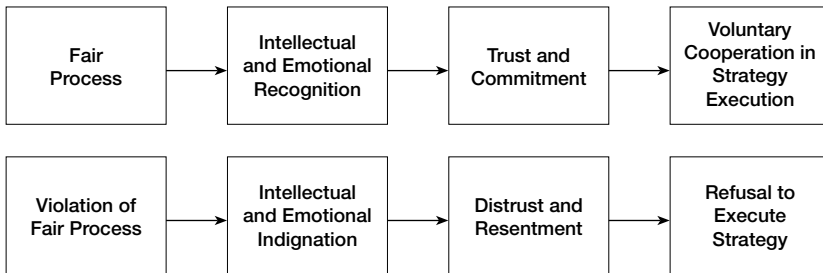 Fair
Process
Intellectual
and Emotional
Recognition
Trust and
Commitment
Voluntary
Cooperation in
Strategy
Execution
Violation of
Fair Process
Intellectual
and Emotional
Indignation
Distrust and
Resentment
Refusal to
Execute
Strategy